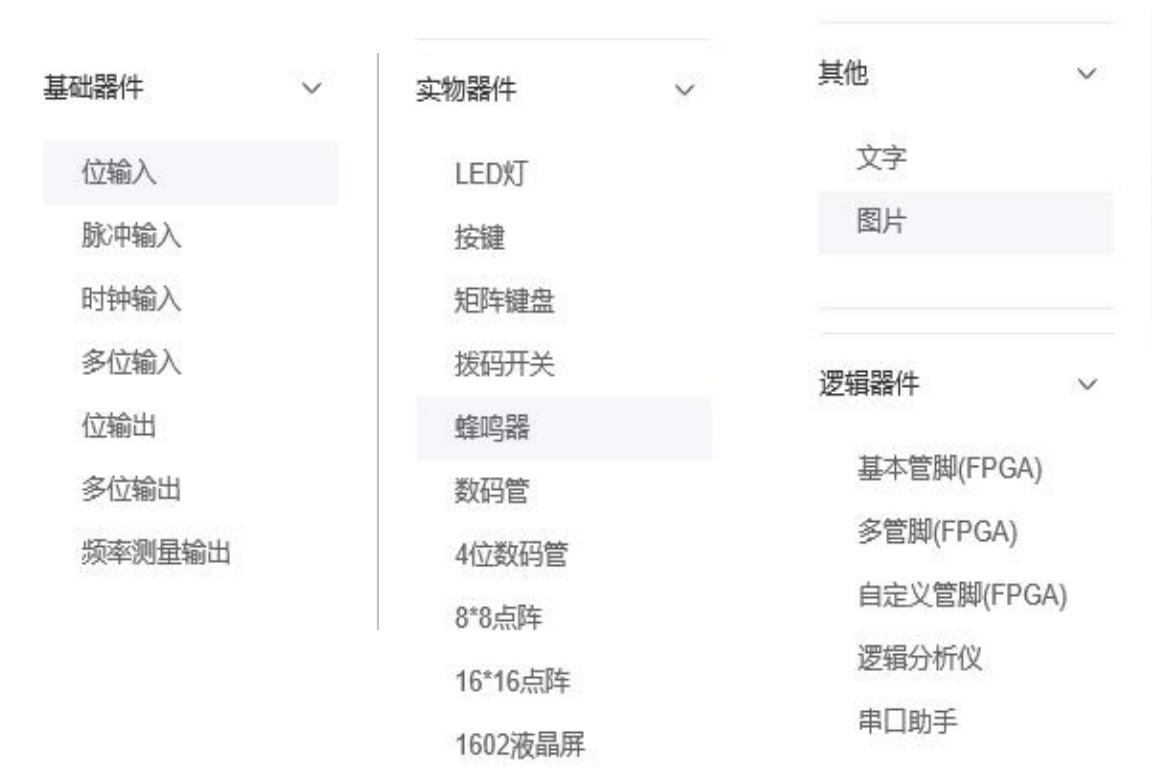 基础器件
位输入
脉冲输入
时钟输入
多位输入
位输出
多位输出
频率测量输出
实物器件
LED灯
按键
矩阵键盘
拨码开关
蜂鸣器
数码管
4位数码管
8*8点阵
16*16点阵
1602液晶屏
其他
文字
图片
逻辑器件
基本管脚(FPGA)
多管脚(FPGA)
自定义管脚(FPGA)
逻辑分析仪
串口助手